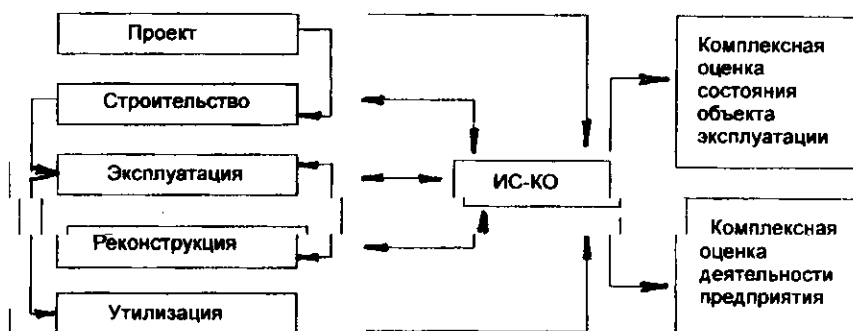 Проект
Строительство
Эксплуатация
Реконструкция
Утилизация
ИС-КО
Комплексная
оценка
состояния
объекта
эксплуатации
Комплексная
оценка
деятельности
предприятия